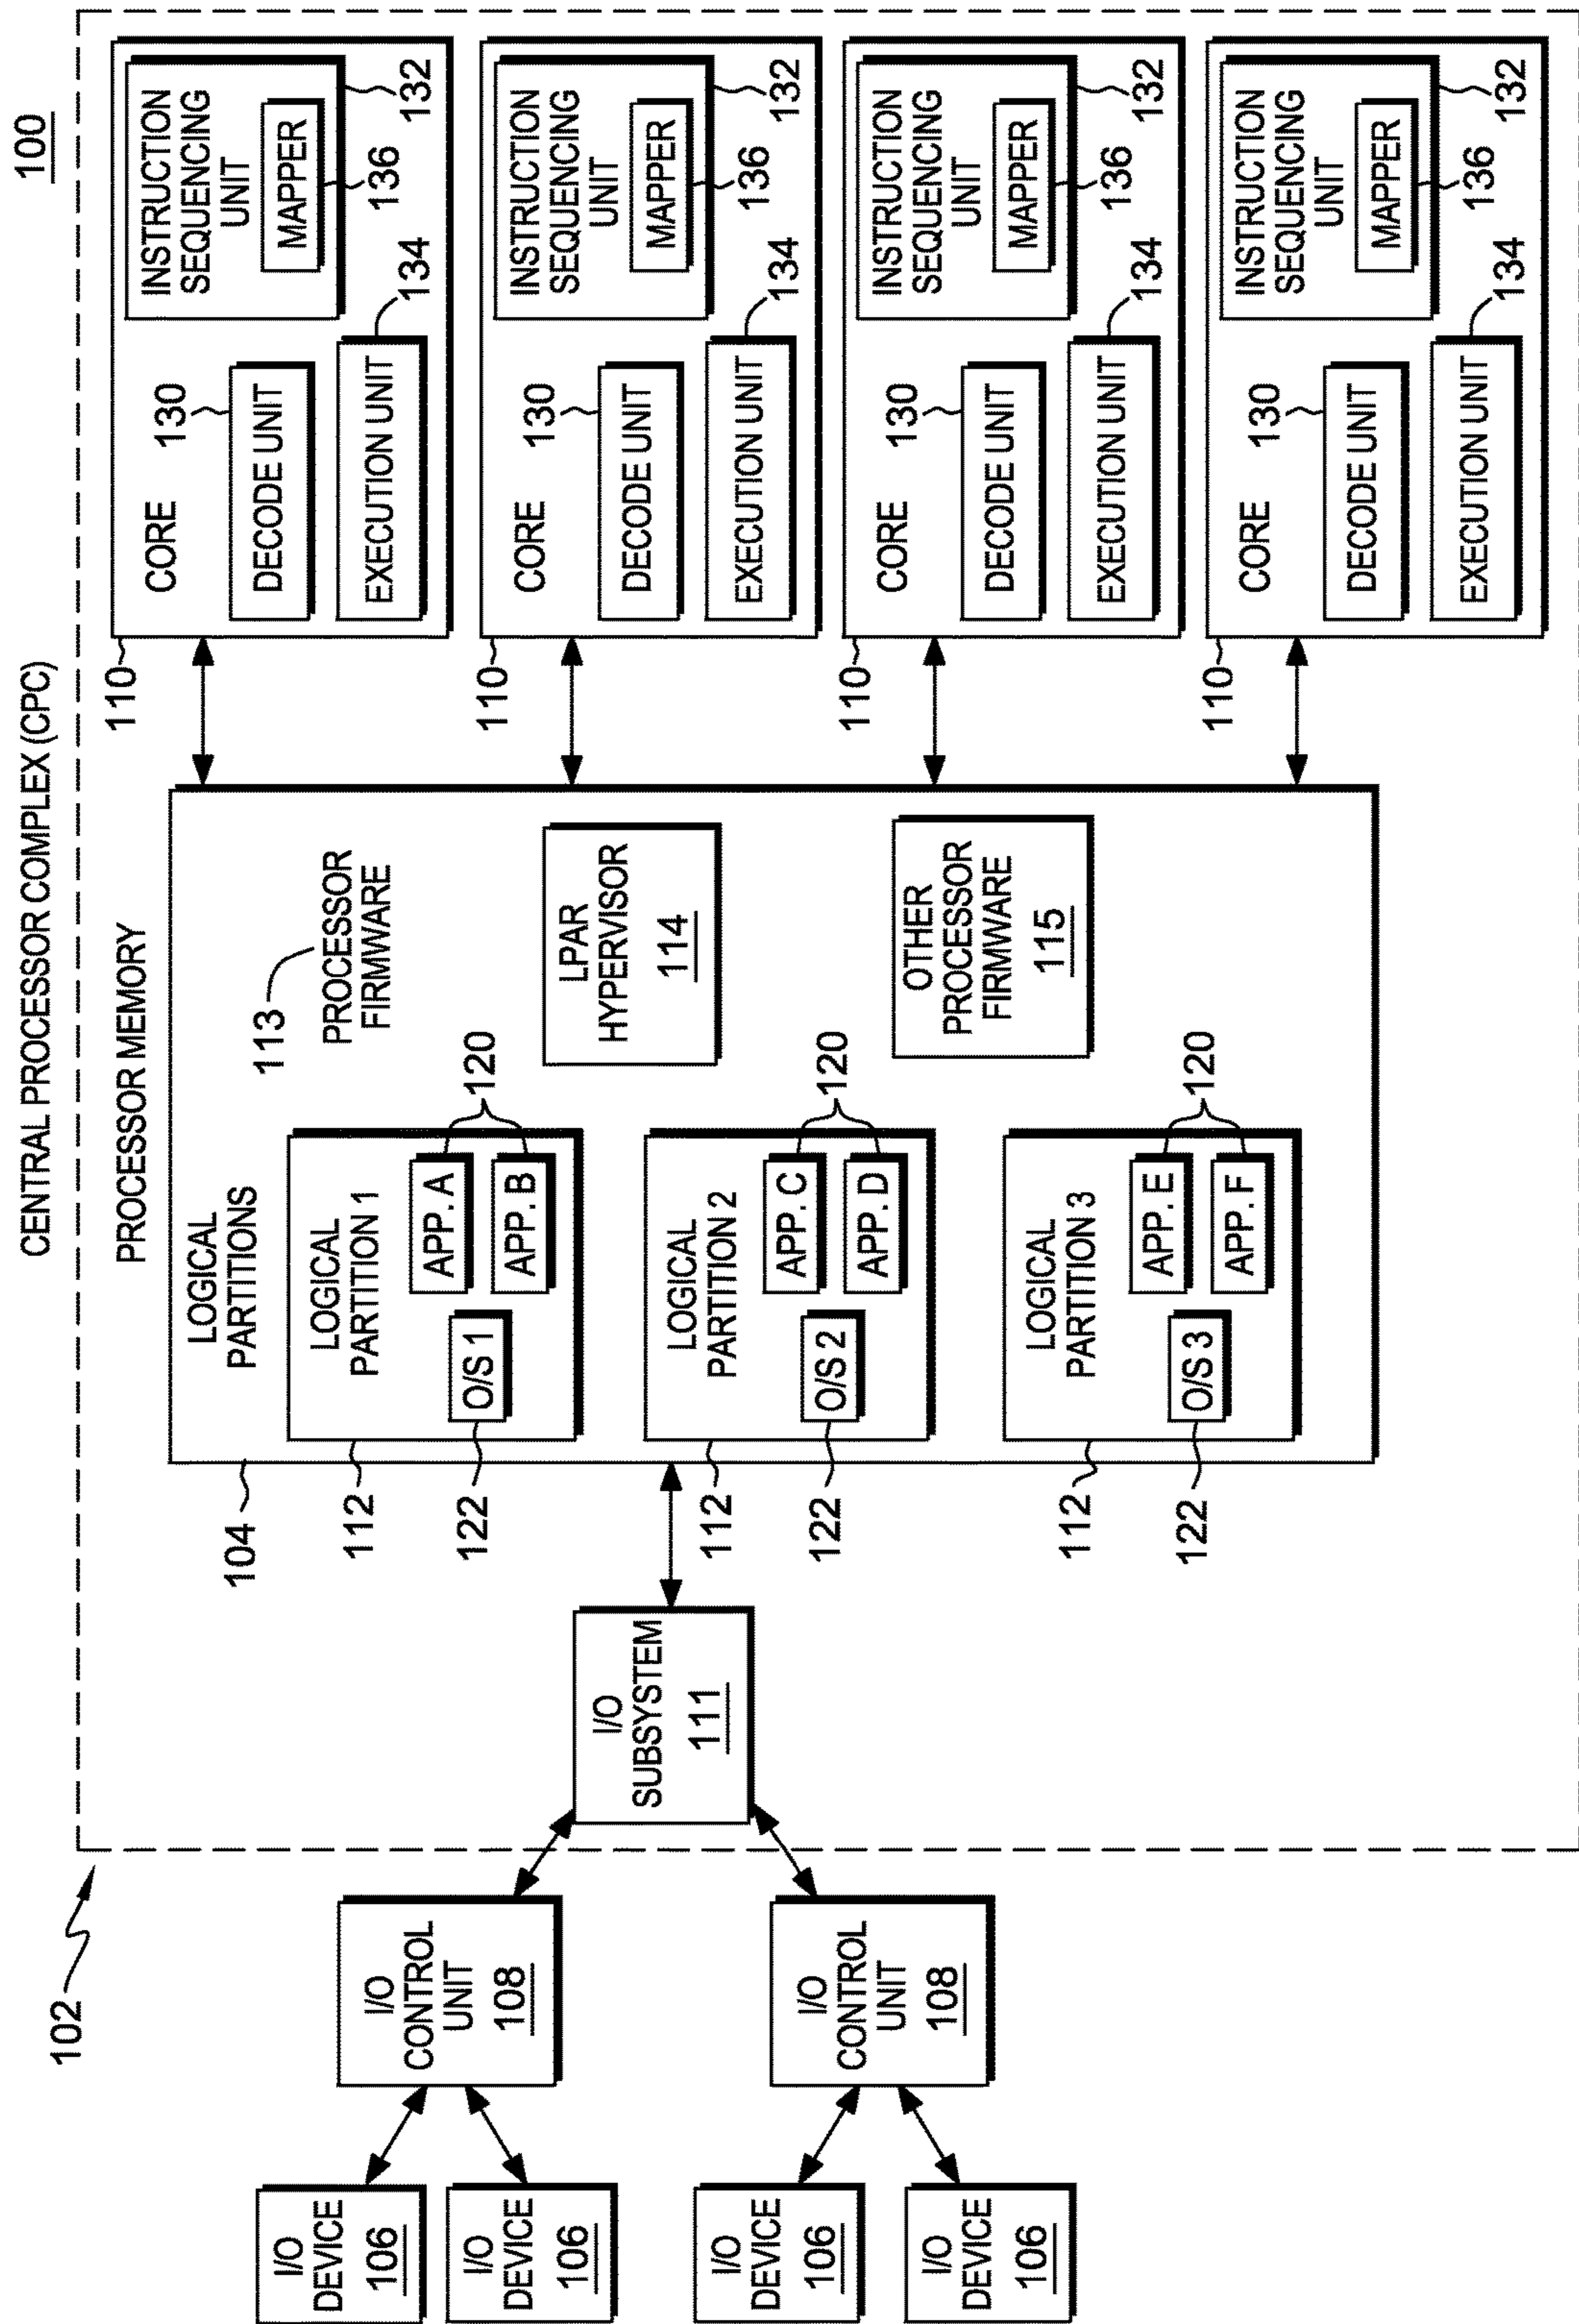 100
CENTRAL PROCESSOR COMPLEX (CPC)
102
PROCESSOR MEMORY
104
LOGICAL
PARTITIONS
113
PROCESSOR
FIRMWARE
112
LOGICAL
PARTITION 1
APP. A
APP. B
120
O/S 1
122
LPAR
HYPERVISOR
114
112
LOGICAL
PARTITION 2
APP. C
APP. D
120
O/S 2
122
OTHER
PROCESSOR
FIRMWARE
115
112
LOGICAL
PARTITION 3
APP. E
APP. F
120
O/S 3
122
I/O
SUBSYSTEM
111
I/O
CONTROL
UNIT
108
I/O
CONTROL
UNIT
108
I/O
DEVICE
106
I/O
DEVICE
106
I/O
DEVICE
106
I/O
DEVICE
106
110
CORE
130
DECODE UNIT
EXECUTION UNIT
134
INSTRUCTION
SEQUENCING
UNIT
MAPPER
136
132
110
CORE
130
DECODE UNIT
EXECUTION UNIT
134
INSTRUCTION
SEQUENCING
UNIT
MAPPER
136
132
110
CORE
130
DECODE UNIT
EXECUTION UNIT
134
INSTRUCTION
SEQUENCING
UNIT
MAPPER
136
132
110
CORE
130
DECODE UNIT
EXECUTION UNIT
134
INSTRUCTION
SEQUENCING
UNIT
MAPPER
136
132